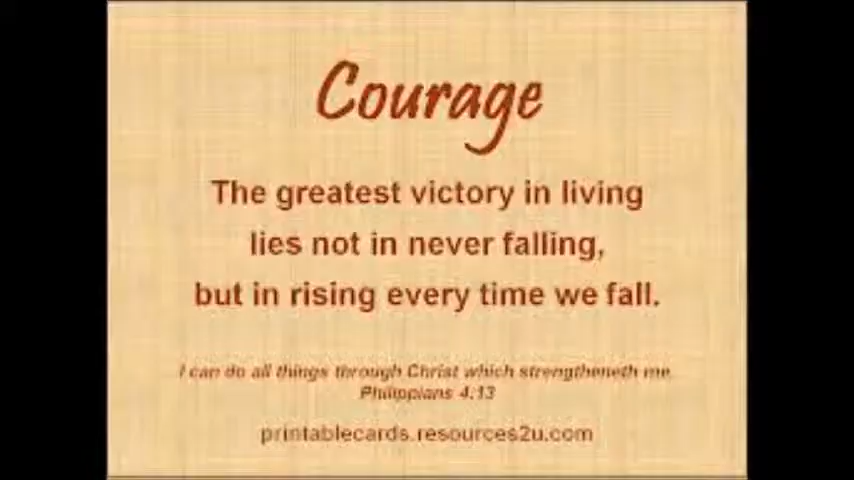 Courage
The greatest victory in living
lies not in never falling,
but in rising every time we fall.
I can do all things through Christ which strengtheneth me.
Philippians 4:13
printablecards.resources2u.com